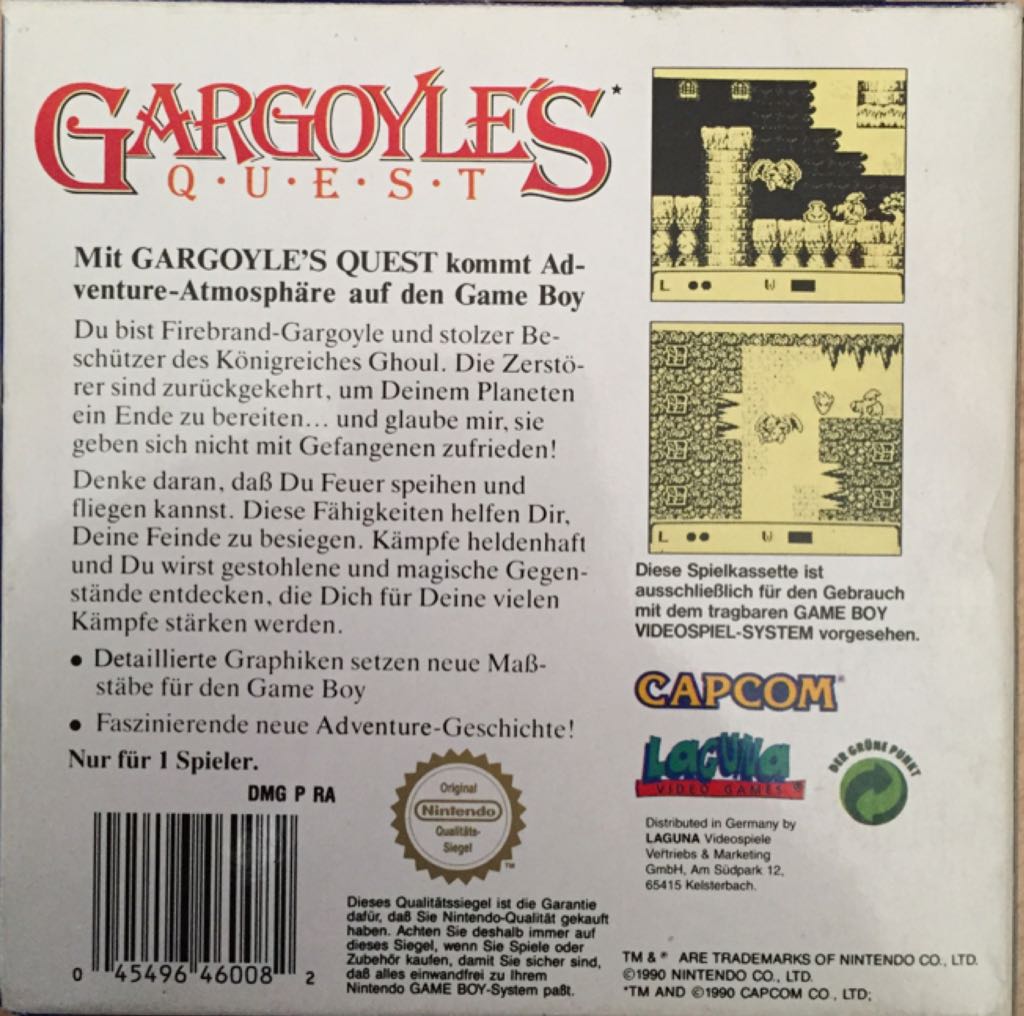 GARGOYLE'S*
Q·U·E·S·T
Mit GARGOYLE'S QUEST kommt Ad-
venture-Atmosphäre auf den Game Boy
Du bist Firebrand-Gargoyle und stolzer Be-
schützer des Königreiches Ghoul. Die Zerstö-
rer sind zurückgekehrt, um Deinem Planeten
ein Ende zu bereiten... und glaube mir, sie
geben sich nicht mit Gefangenen zufrieden!
Denke daran, daß Du Feuer speihen und
fliegen kannst. Diese Fähigkeiten helfen Dir,
Deine Feinde zu besiegen. Kämpfe heldenhaft
und Du wirst gestohlene und magische Gegen-
stände entdecken, die Dich für Deine vielen
Kämpfe stärken werden.
● Detaillierte Graphiken setzen neue Maß-
stäbe für den Game Boy
● Faszinierende neue Adventure-Geschichte!
Nur für 1 Spieler.
DMG P RA
0 45496 46008 2
Original
Nintendo
Qualitäts-
Siegel
TM
Dieses Qualitätssiegel ist die Garantie
dafür, daß Sie Nintendo-Qualität gekauft
haben. Achten Sie deshalb immer auf
dieses Siegel, wenn Sie Spiele oder
Zubehör kaufen, damit Sie sicher sind,
daß alles einwandfrei zu Ihrem
Nintendo GAME BOY-System paßt.
L ●● W
L ●● W
Diese Spielkassette ist
ausschließlich für den Gebrauch
mit dem tragbaren GAME BOY
VIDEOSPIEL-SYSTEM vorgesehen.
CAPCOM®
LAGUNA
VIDEO GAMES®
DER GRÜNE PUNKT
Distributed in Germany by
LAGUNA Videospiele
Vertriebs & Marketing
GmbH, Am Südpark 12,
65415 Kelsterbach.
TM & ® ARE TRADEMARKS OF NINTENDO CO., LTD.
©1990 NINTENDO CO., LTD.
*TM AND ©1990 CAPCOM CO., LTD;